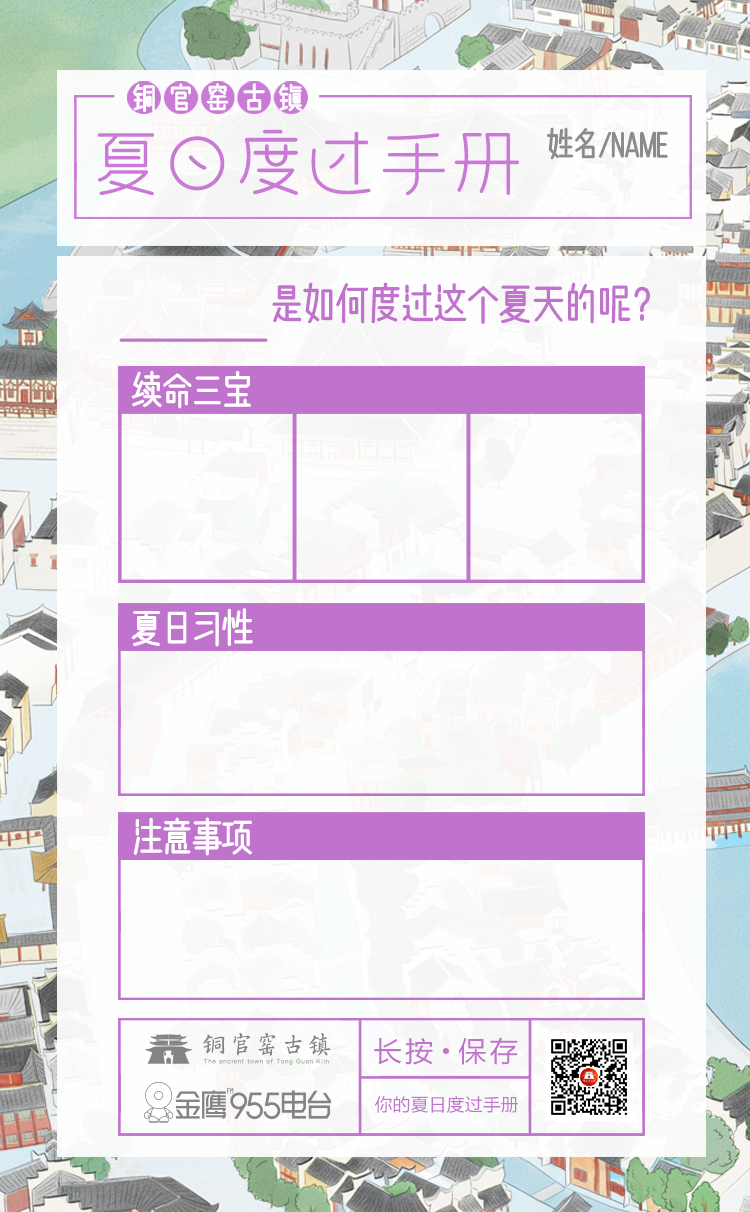 铜官窑古镇
夏日度过手册
姓名/NAME
是如何度过这个夏天的呢？
续命三宝
夏日习性
注意事项
铜官窑古镇
The ancient town of Tong Guan Kiln
金鹰955电台
FM
长按·保存
你的夏日度过手册